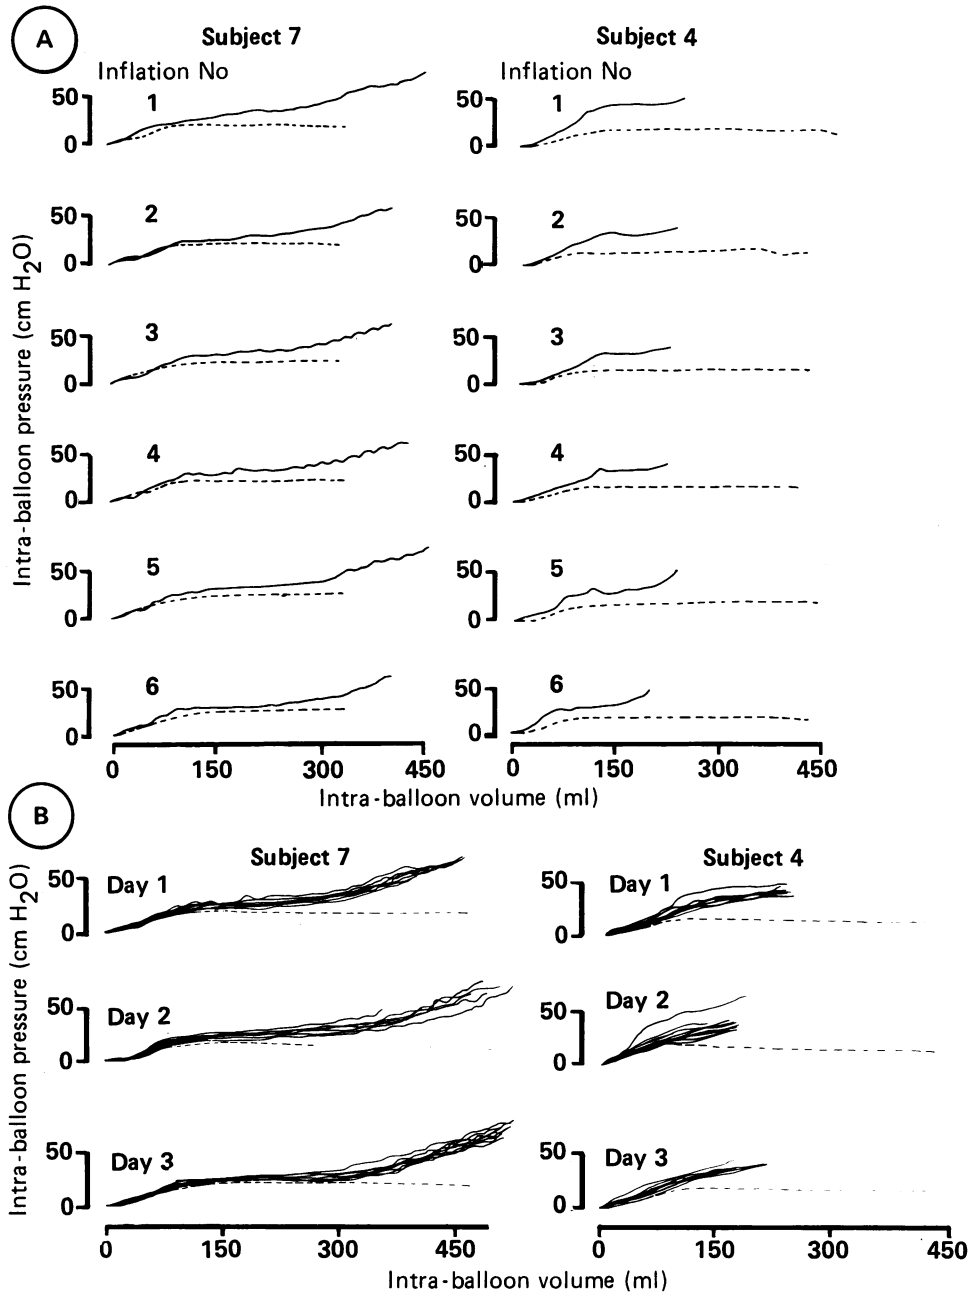 A
Subject 7
Subject 4
Inflation No
Inflation No
Intra-balloon pressure (cm H2O)
50
0
1
50
0
1
50
0
2
50
0
2
50
0
3
50
0
3
50
0
4
50
0
4
50
0
5
50
0
5
50
0
6
50
0
6
0 150 300 450
0 150 300 450
Intra-balloon volume (ml)
B
Subject 7
Subject 4
Intra-balloon pressure (cm H2O)
50
0
Day 1
50
0
Day 1
50
0
Day 2
50
0
Day 2
50
0
Day 3
50
0
Day 3
0 150 300 450
0 150 300 450
Intra-balloon volume (ml)